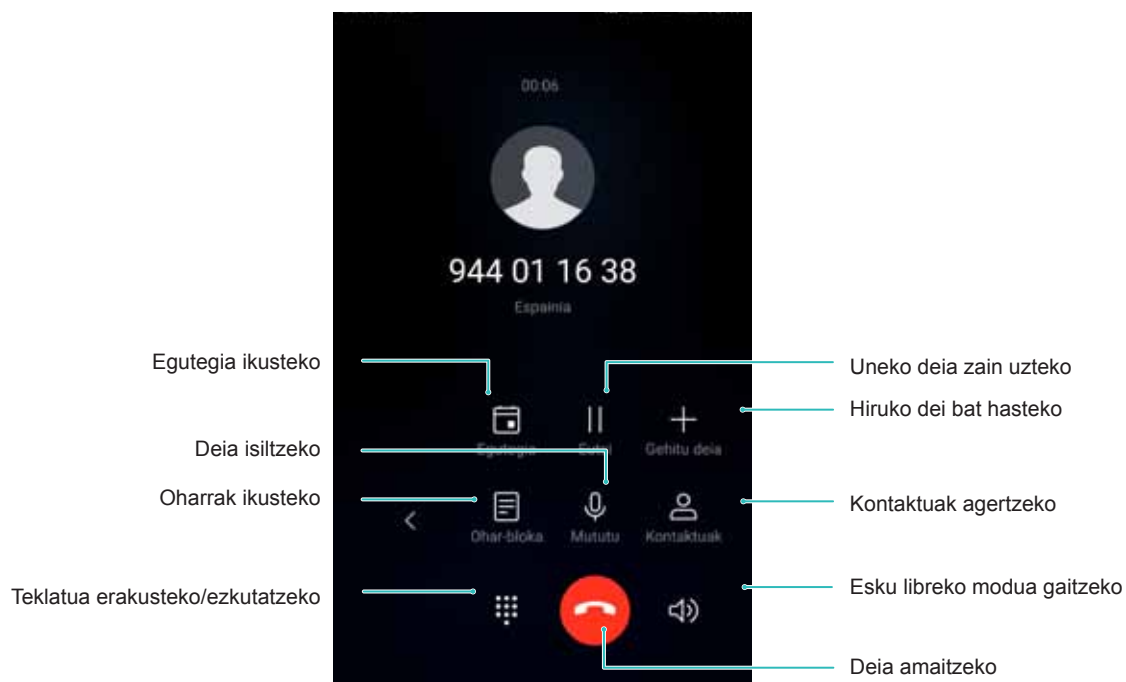 00:06
944 01 16 38
Espainia
Egutegia ikusteko
Uneko deia zain uzteko
Hiruko dei bat hasteko
Egutegia
Eutsi
Gehitu deia
Deia isiltzeko
Oharrak ikusteko
Kontaktuak agertzeko
Ohar-bloka.
Mututu
Kontaktuak
Teklatua erakusteko/ezkutatzeko
Esku libreko modua gaitzeko
Deia amaitzeko